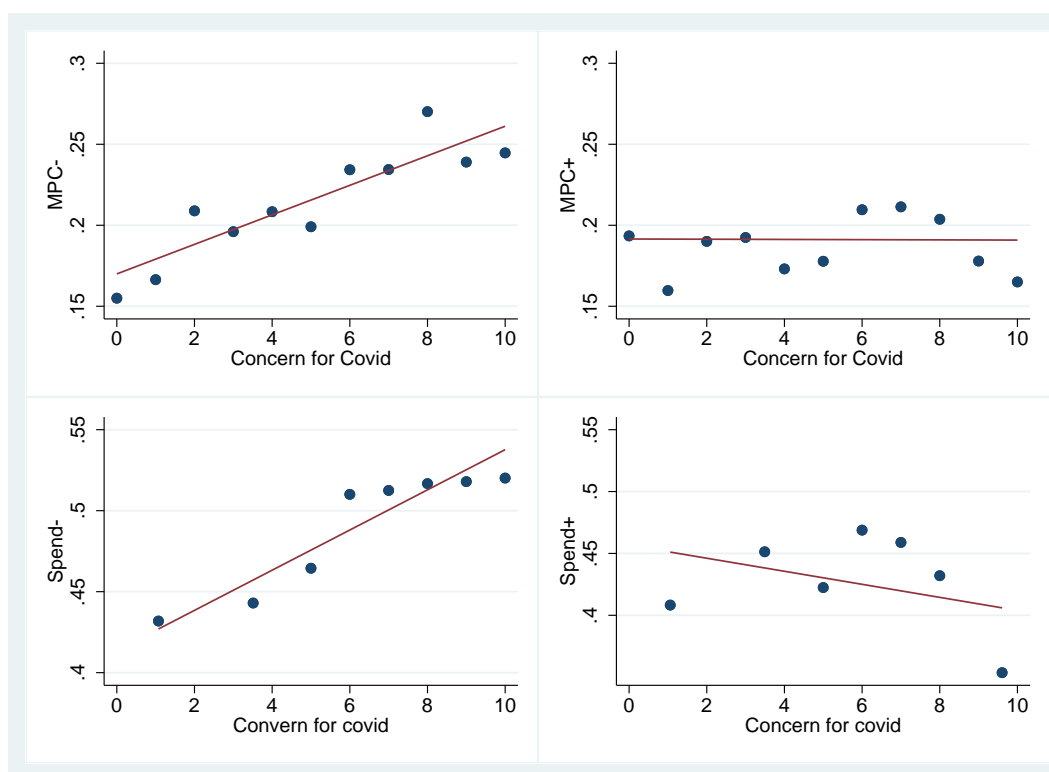 MPC-
.3
.25
.2
.15
0 2 4 6 8 10
Concern for Covid
MPC+
.3
.25
.2
.15
0 2 4 6 8 10
Concern for Covid
Spend-
.55
.5
.45
.4
0 2 4 6 8 10
Convern for covid
Spend+
.55
.5
.45
.4
0 2 4 6 8 10
Concern for covid